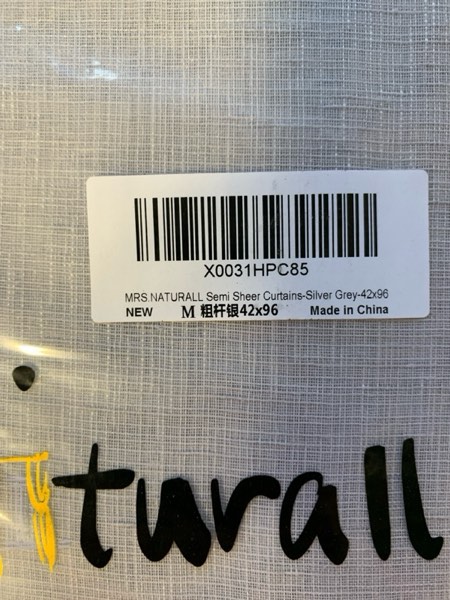 X0031HPC85
MRS.NATURALL Semi Sheer Curtains-Silver Grey-42x96
NEW M 粗杆银42x96 Made in China
turall